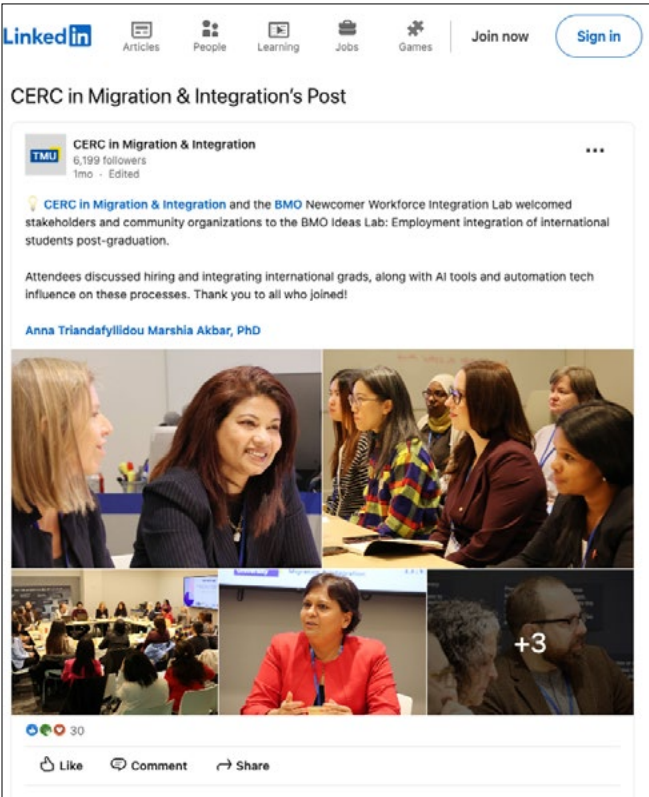 Linked in
Articles
People
Learning
Jobs
Games
Join now
Sign in
CERC in Migration & Integration's Post
TMU
CERC in Migration & Integration
6,199 followers
1mo · Edited
💡 CERC in Migration & Integration and the BMO Newcomer Workforce Integration Lab welcomed
stakeholders and community organizations to the BMO Ideas Lab: Employment integration of international
students post-graduation.
Attendees discussed hiring and integrating international grads, along with AI tools and automation tech
influence on these processes. Thank you to all who joined!
Anna Triandafyllidou Marshia Akbar, PhD
+3
30
Like
Comment
Share